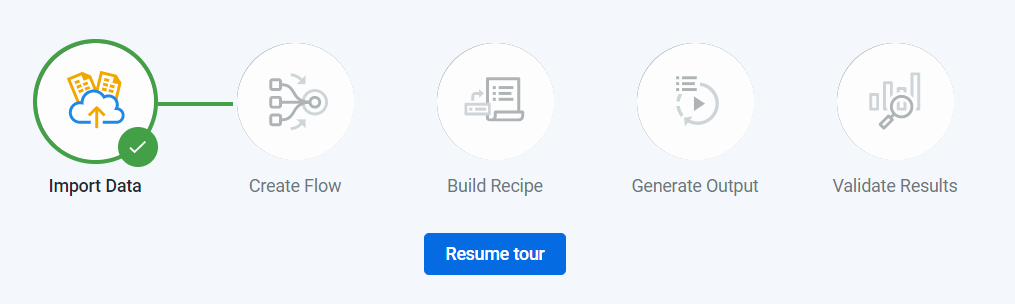 Import Data
Create Flow
Build Recipe
Generate Output
Validate Results
Resume tour